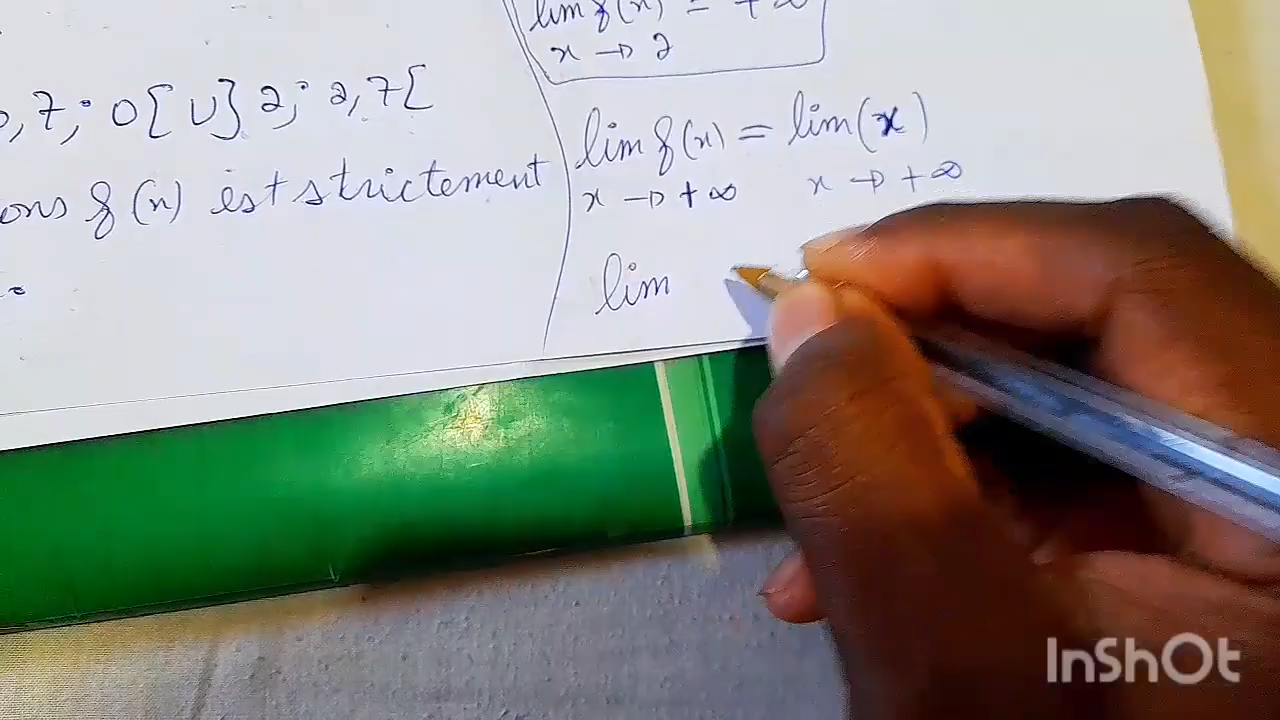 ,7; 0[ U] 2; 2,7[
ons f(x) est strictement
lim f(x) = +∞
x → 2
lim f(x) = lim(x)
x → +∞ x → +∞
lim
InShOt